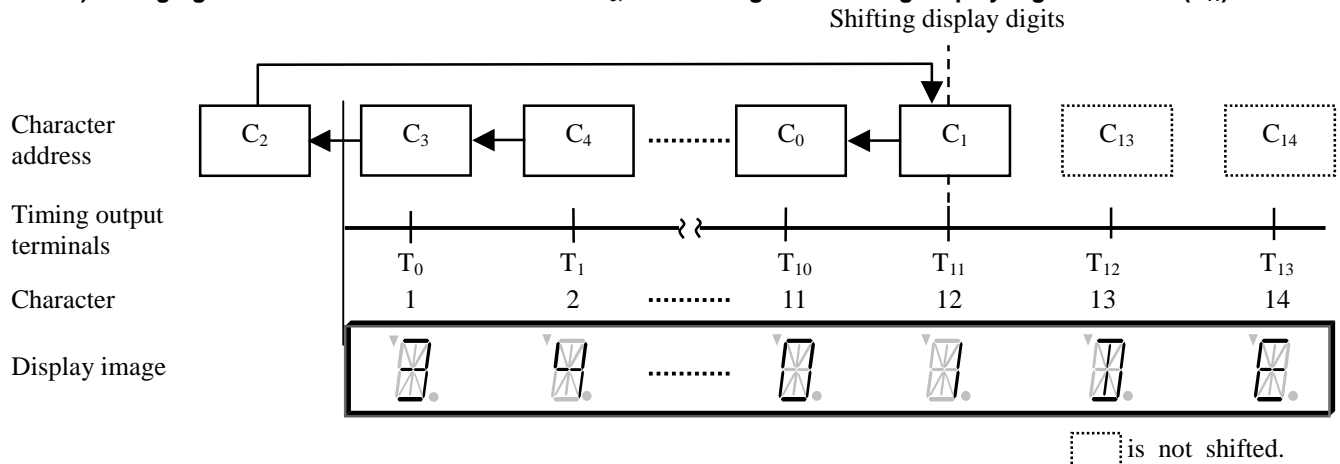 Shifting display digits
Character address
C2 C3 C4 C0 C1 C13 C14
Timing output terminals
T0 T1 T10 T11 T12 T13
Character 1 2 ........... 11 12 13 14
Display image
is not shifted.